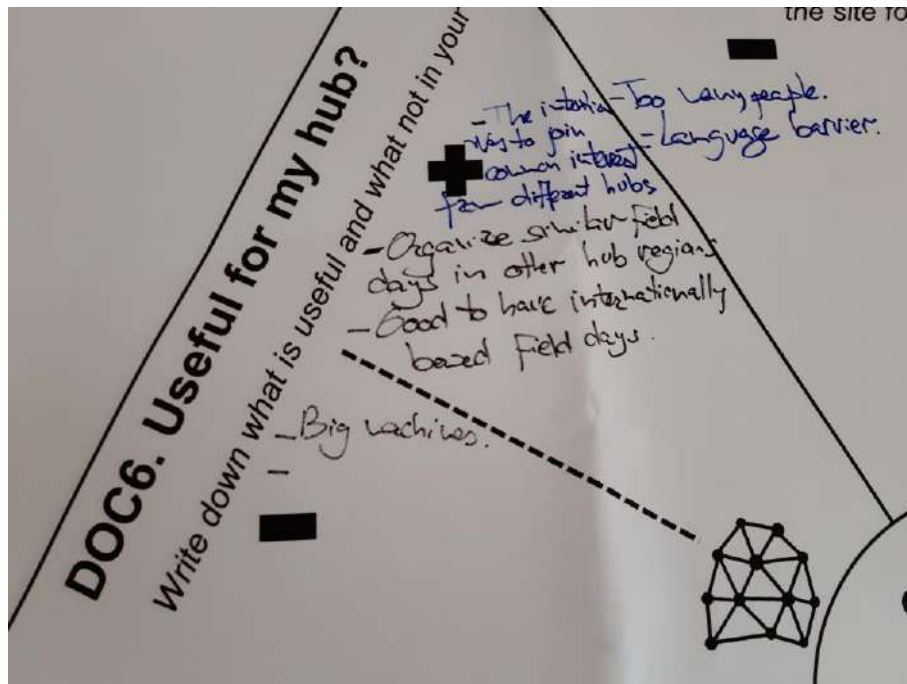 the site fo
DOC6. Useful for my hub?
Write down what is useful and what not in your
- The
- Too many people.
was to join
- Language barrier.
common interest
from different hubs
- Organize similar field
days in other hub regions
- Good to have internationally
based field days.
- Big machines.
-